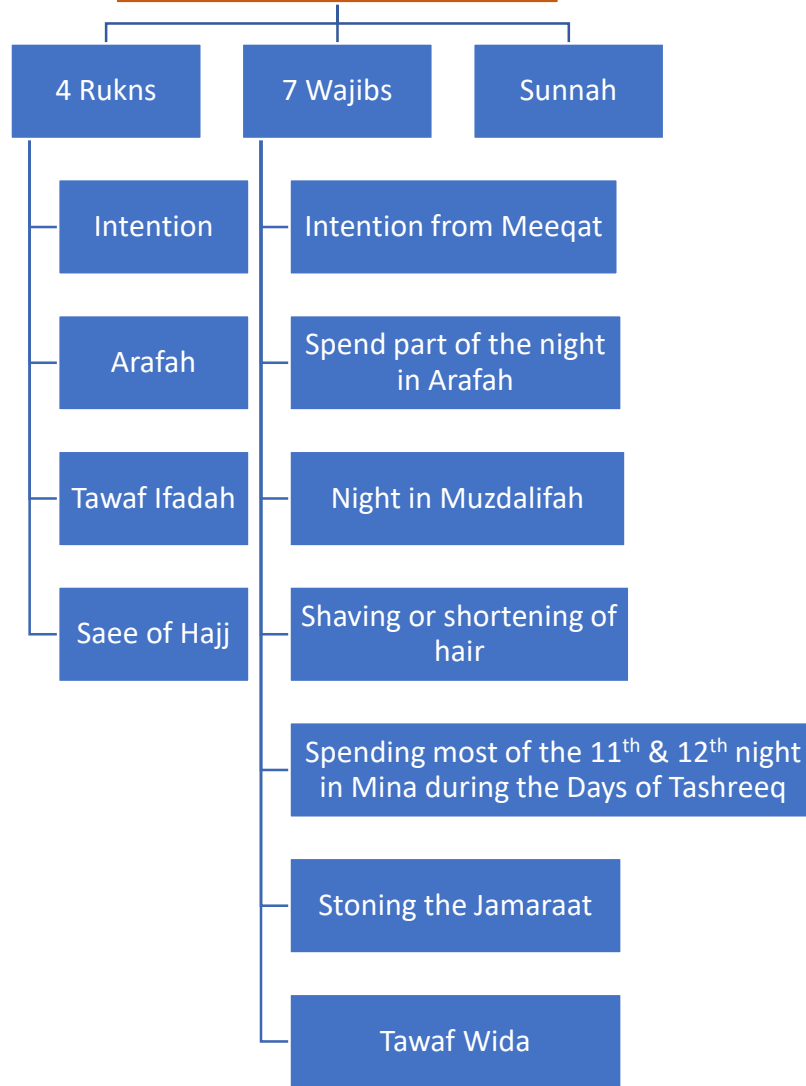 4 Rukns
7 Wajibs
Sunnah
Intention
Arafah
Tawaf Ifadah
Saee of Hajj
Intention from Meeqat
Spend part of the night
in Arafah
Night in Muzdalifah
Shaving or shortening of
hair
Spending most of the 11th & 12th night
in Mina during the Days of Tashreeq
Stoning the Jamaraat
Tawaf Wida